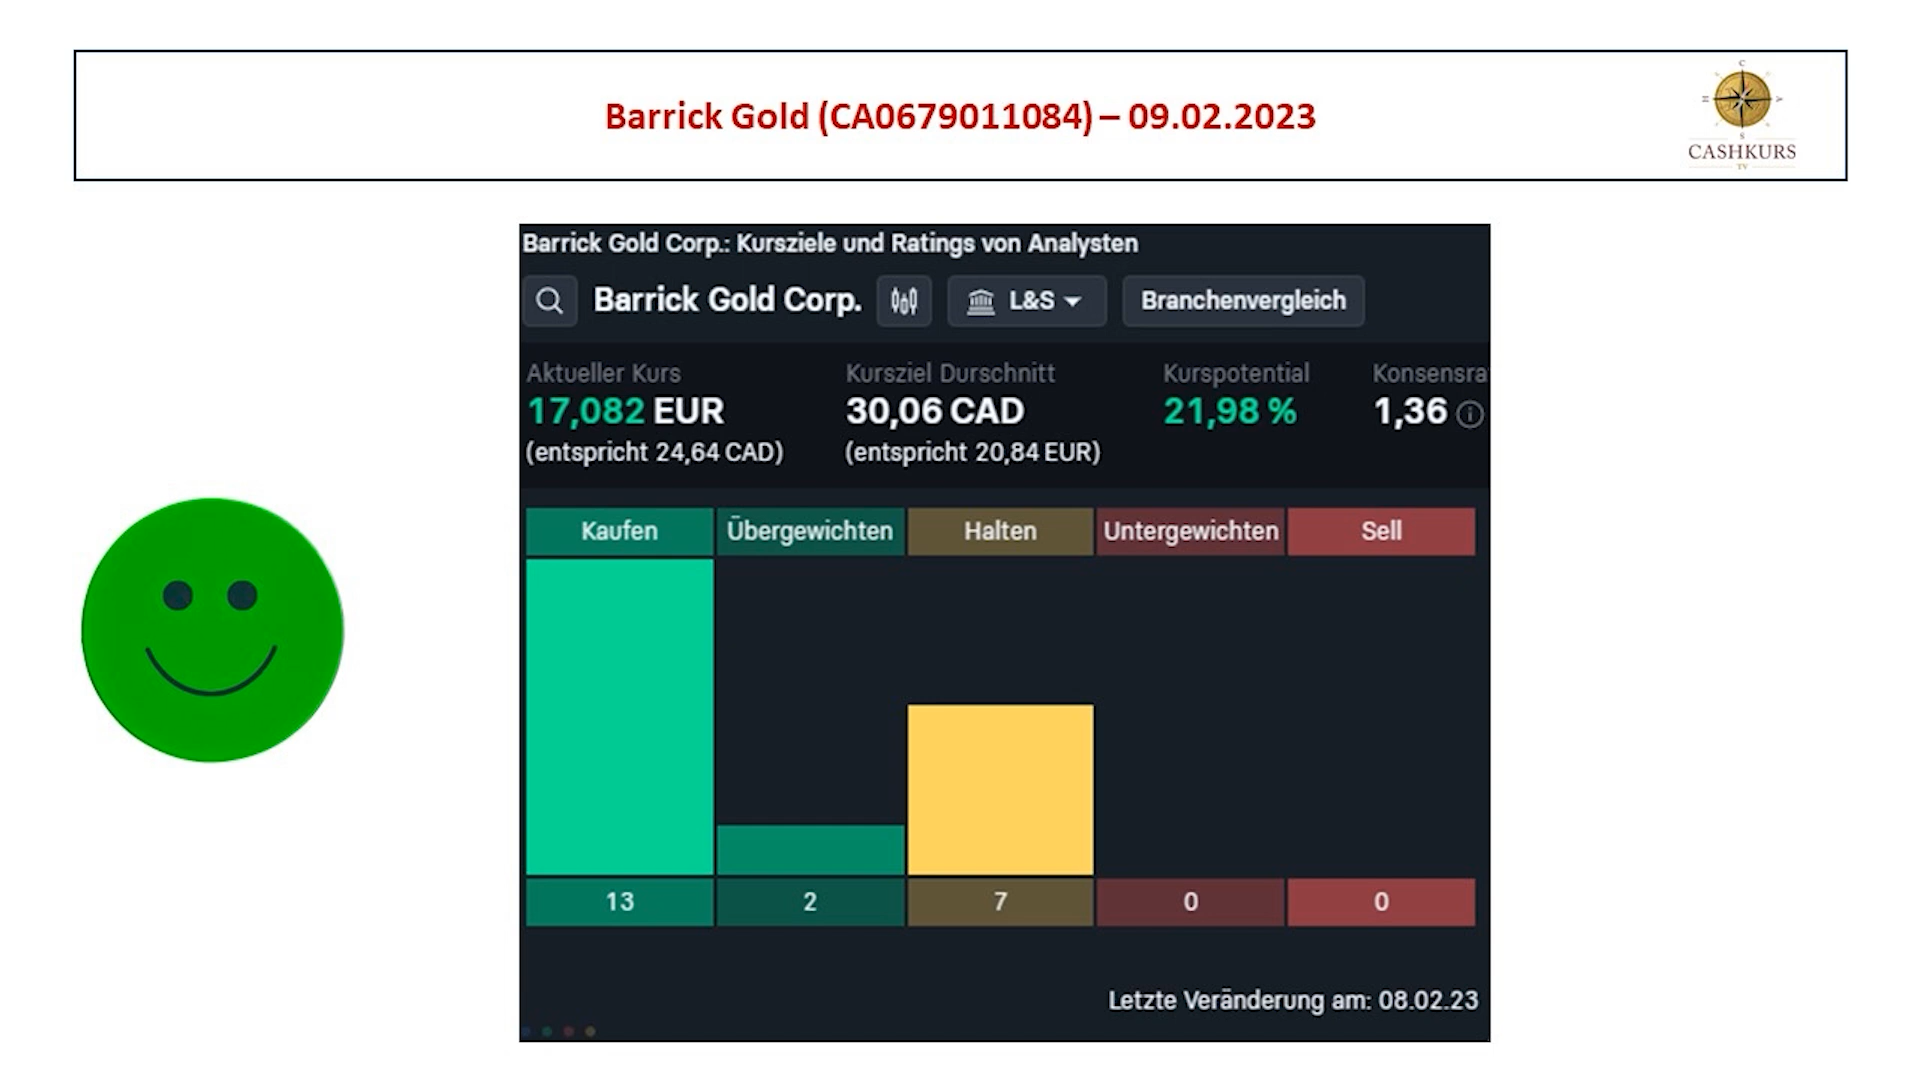 Barrick Gold (CA0679011084) – 09.02.2023
C
CASHKURS
TV
Barrick Gold Corp.: Kursziele und Ratings von Analysten
Barrick Gold Corp. L&S Branchenvergleich
Aktueller Kurs Kursziel Durschnitt Kurspotential Konsensra
17,082 EUR 30,06 CAD 21,98 % 1,36
(entspricht 24,64 CAD) (entspricht 20,84 EUR)
Kaufen Übergewichten Halten Untergewichten Sell
13 2 7 0 0
Letzte Veränderung am: 08.02.23